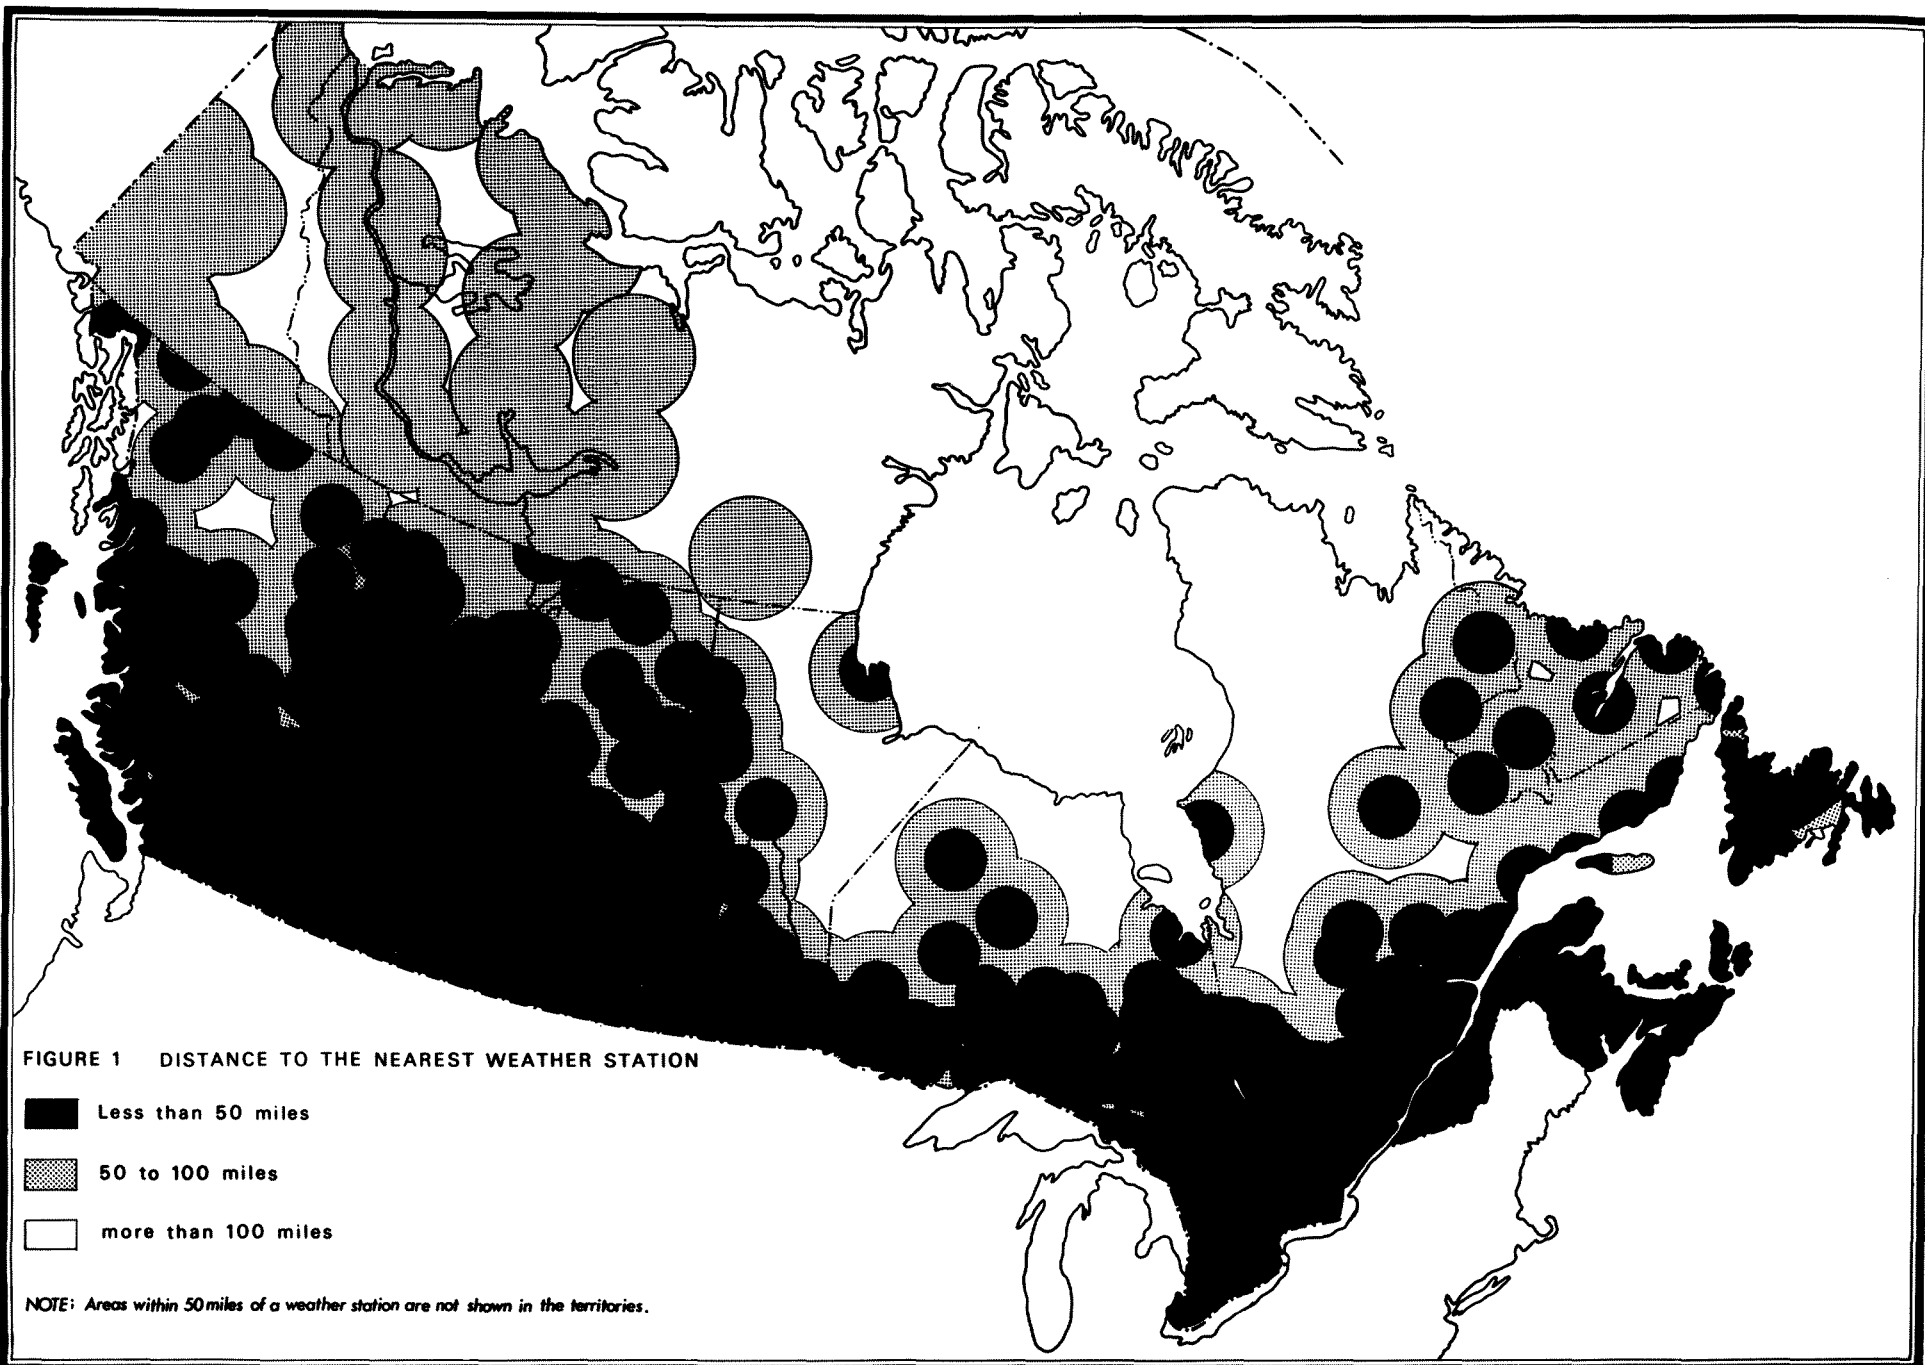 FIGURE 1 DISTANCE TO THE NEAREST WEATHER STATION
Less than 50 miles
50 to 100 miles
more than 100 miles
NOTE: Areas within 50 miles of a weather station are not shown in the territories.